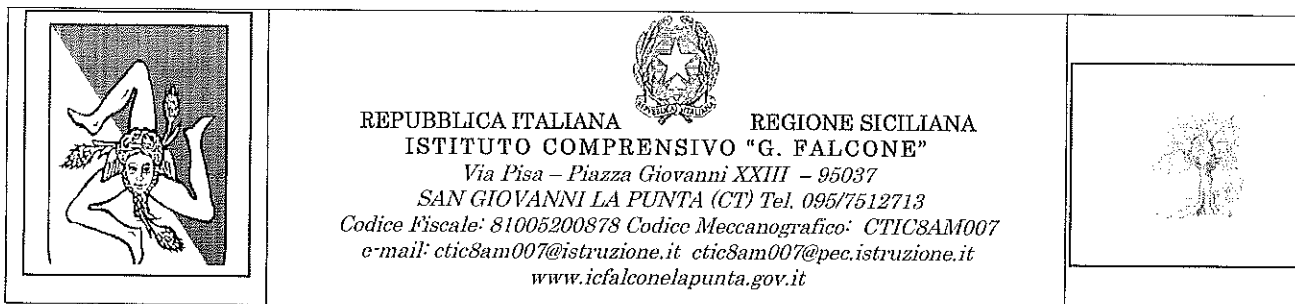 REPUBBLICA ITALIANA
REPUBBLICA ITALIANA REGIONE SICILIANA
ISTITUTO COMPRENSIVO "G. FALCONE"
Via Pisa – Piazza Giovanni XXIII – 95037
SAN GIOVANNI LA PUNTA (CT) Tel. 095/7512713
Codice Fiscale: 81005200878 Codice Meccanografico: CTIC8AM007
e-mail: ctic8am007@istruzione.it ctic8am007@pec.istruzione.it
www.icfalconelapunta.gov.it